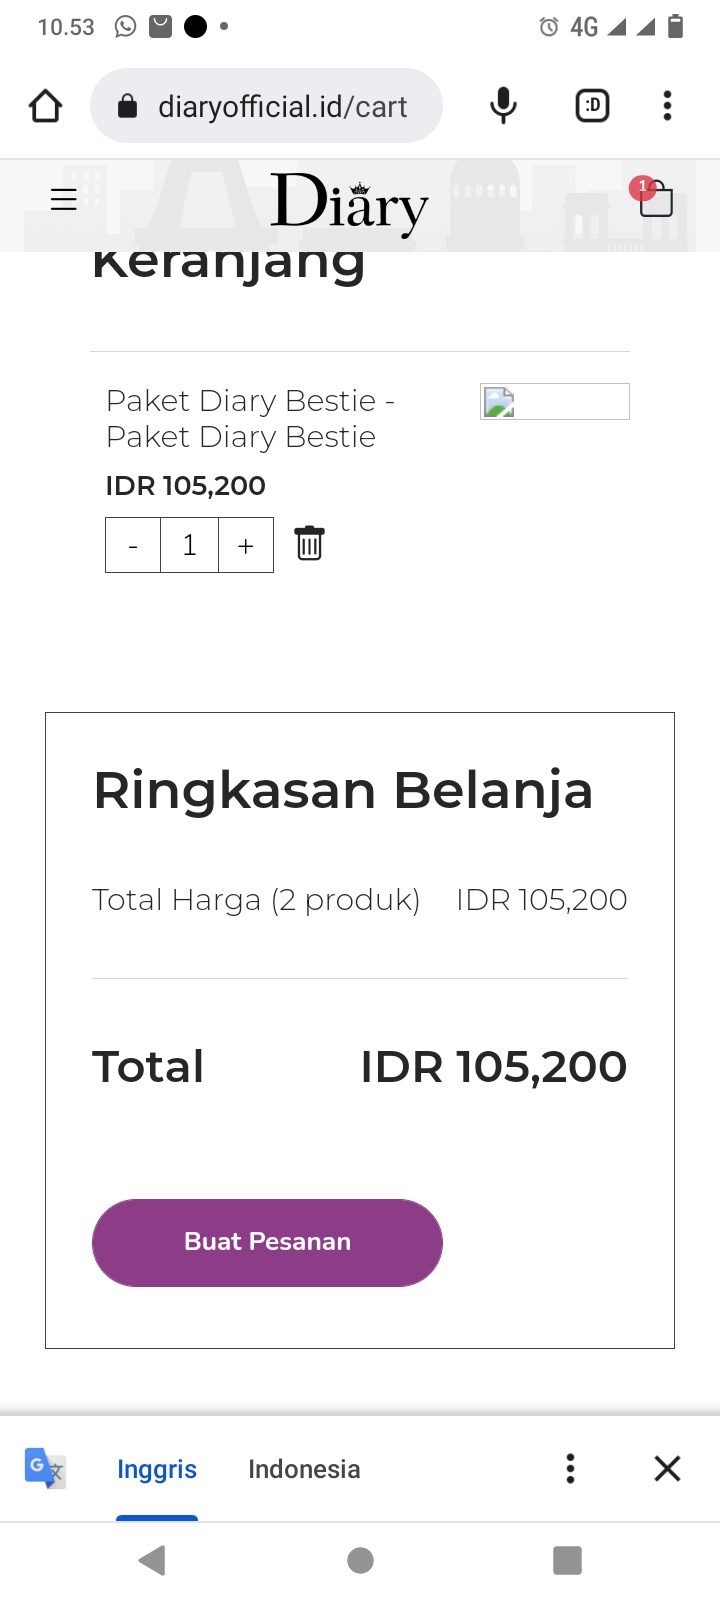 10.53
4G
diaryofficial.id/cart
:D
Diary
1
Keranjang
Paket Diary Bestie -
Paket Diary Bestie
IDR 105,200
- 1 +
Ringkasan Belanja
Total Harga (2 produk) IDR 105,200
Total IDR 105,200
Buat Pesanan
G 文 Inggris Indonesia